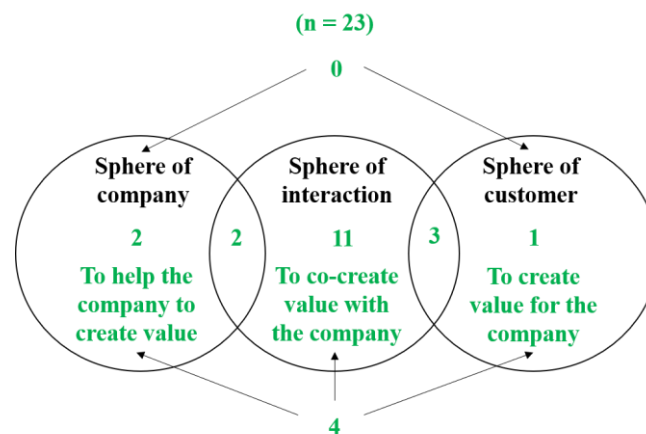 (n = 23)
0
Sphere of
company
2
To help the
company to
create value
2
Sphere of
interaction
11
To co-create
value with
the company
3
Sphere of
customer
1
To create
value for the
company
4